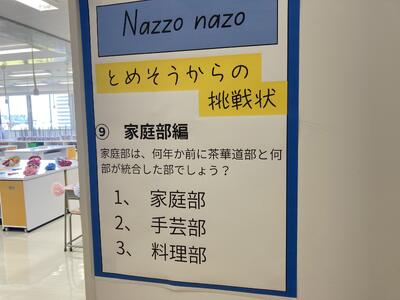 Nazzo nazo
とめそうからの
挑戦状
⑨ 家庭部編
家庭部は、何年か前に茶華道部と何
部が統合した部でしょう？
1、 家庭部
2、 手芸部
3、 料理部